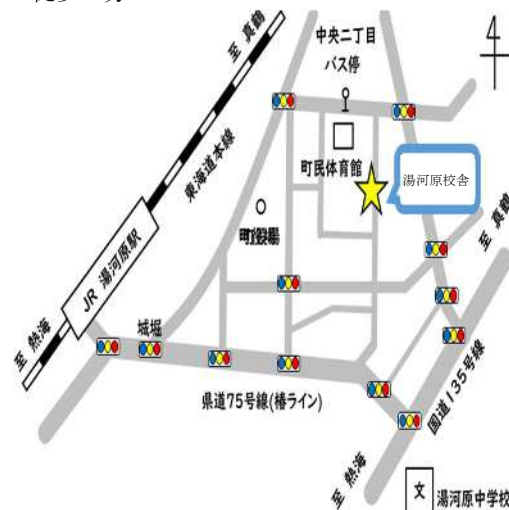 至 真鶴
中央二丁目
バス停
4
町民体育館
湯河原校舎
東海道本線
JR 湯河原駅
至 真鶴
城堀
至 熱海
県道75号線(椿ライン)
国道135号線
至 熱海
文
湯河原中学校